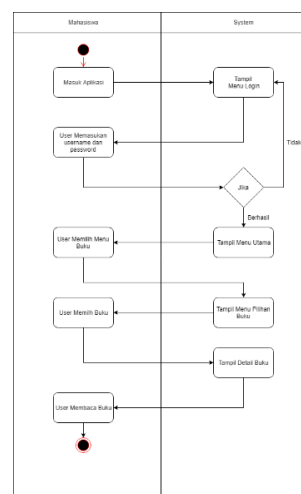 Mahasiswa
System
Masuk Aplikasi
Tampil
Menu Login
User Memasukan
username dan
password
Jika
Tidak
Berhasil
User Memilih Menu
Buku
Tampil Menu Utama
User Memilih Buku
Tampil Menu Pilihan
Buku
Tampil Detail Buku
User Membaca Buku